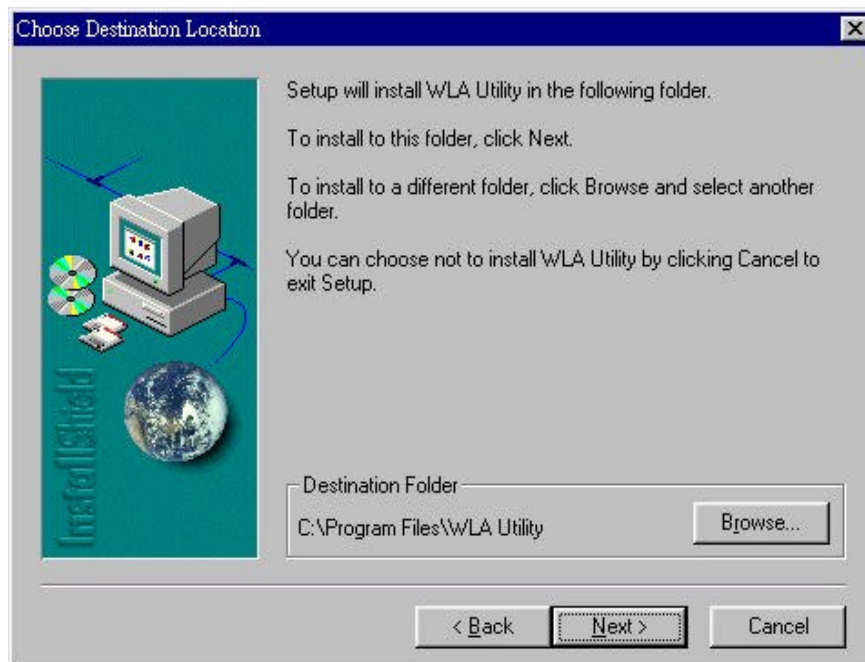 Choose Destination Location
Setup will install WLA Utility in the following folder.
To install to this folder, click Next.
To install to a different folder, click Browse and select another
folder.
You can choose not to install WLA Utility by clicking Cancel to
exit Setup.
InstallShield
Destination Folder
C:\Program Files\WLA Utility
Browse...
< Back
Next >
Cancel